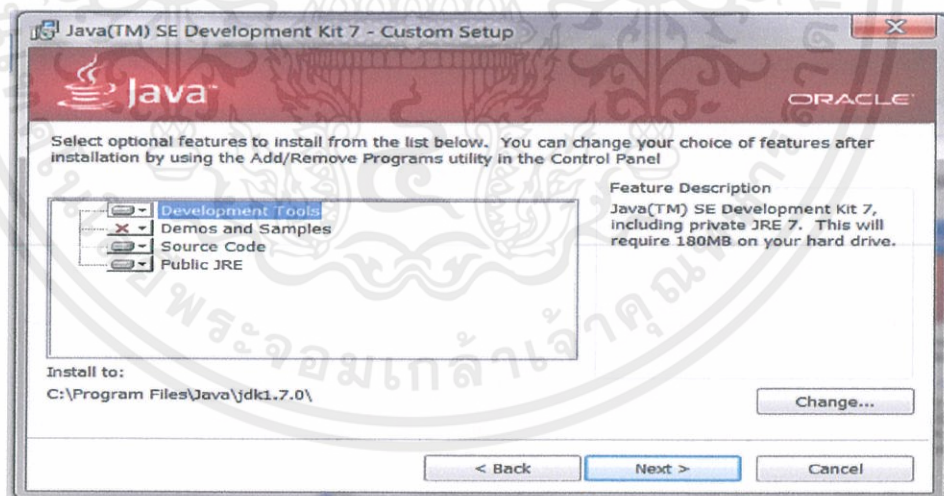 Java(TM) SE Development Kit 7 - Custom Setup
Java™
ORACLE®
Select optional features to install from the list below. You can change your choice of features after
installation by using the Add/Remove Programs utility in the Control Panel
Development Tools
Demos and Samples
Source Code
Public JRE
Feature Description
Java(TM) SE Development Kit 7,
including private JRE 7. This will
require 180MB on your hard drive.
Install to:
C:\Program Files\Java\jdk1.7.0\
Change...
< Back
Next >
Cancel